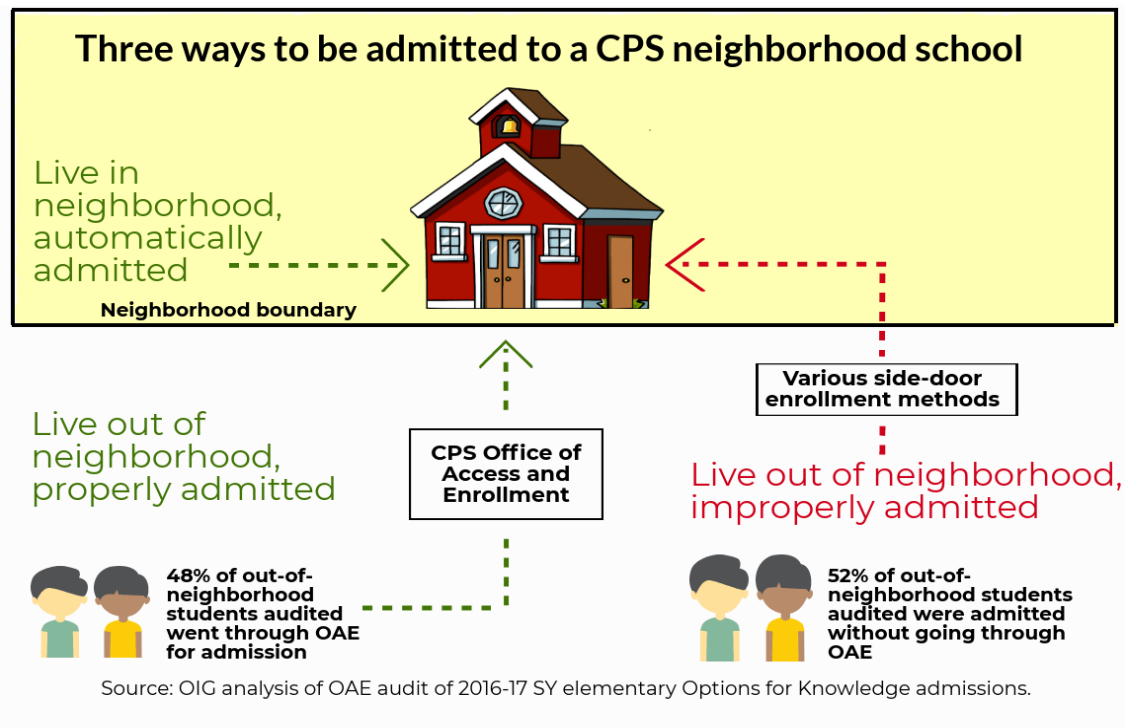 Three ways to be admitted to a CPS neighborhood school
Live in
neighborhood,
automatically
admitted
Neighborhood boundary
Various side-door
enrollment methods
Live out of
neighborhood,
properly admitted
CPS Office of
Access and
Enrollment
Live out of neighborhood,
improperly admitted
48% of out-of-
neighborhood
students audited
went through OAE
for admission
52% of out-of-
neighborhood students
audited were admitted
without going through
OAE
Source: OIG analysis of OAE audit of 2016-17 SY elementary Options for Knowledge admissions.